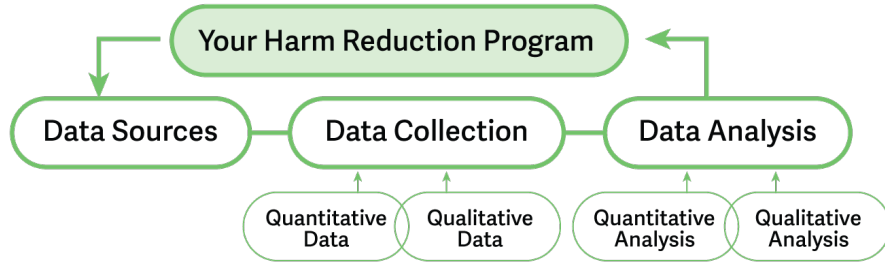 Your Harm Reduction Program
Data Sources
Data Collection
Data Analysis
Quantitative
Data
Qualitative
Data
Quantitative
Analysis
Qualitative
Analysis